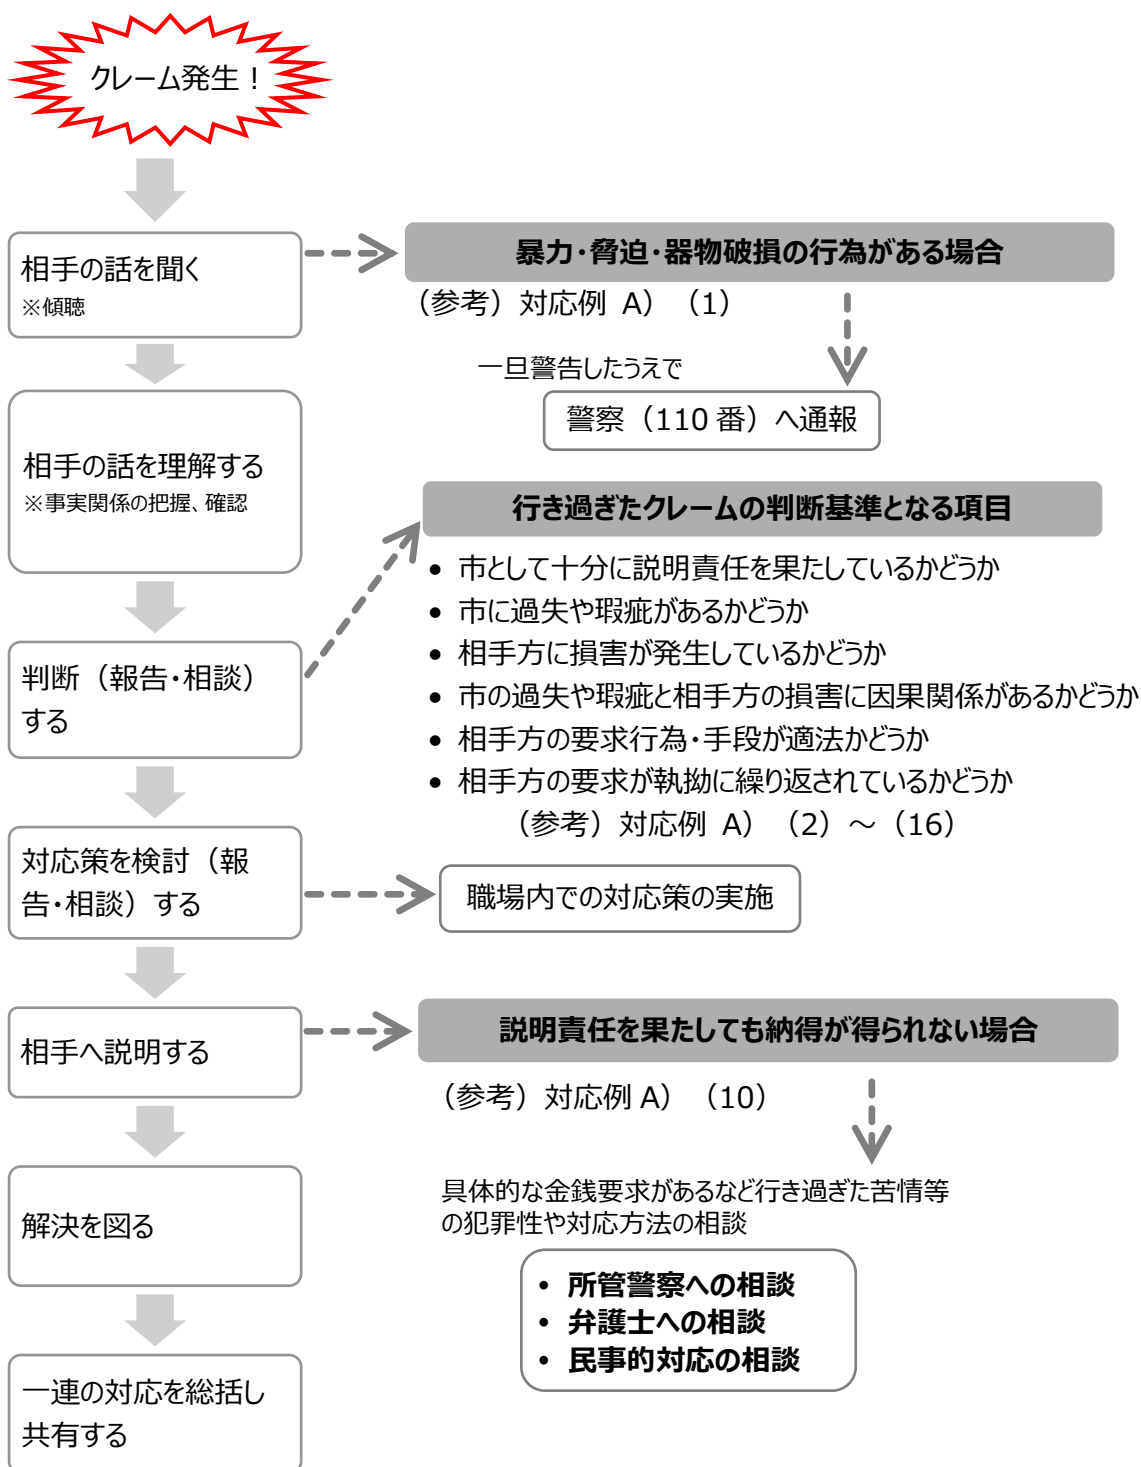 クレーム発生！
相手の話を聞く
※傾聴
暴力・脅迫・器物破損の行為がある場合
（参考）対応例 A）（1）
一旦警告したうえで
警察（110 番）へ通報
相手の話を理解する
※事実関係の把握、確認
行き過ぎたクレームの判断基準となる項目
• 市として十分に説明責任を果たしているかどうか
• 市に過失や瑕疵があるかどうか
• 相手方に損害が発生しているかどうか
• 市の過失や瑕疵と相手方の損害に因果関係があるかどうか
• 相手方の要求行為・手段が適法かどうか
• 相手方の要求が執拗に繰り返されているかどうか
（参考）対応例 A）（2）～（16）
判断（報告・相談）
する
対応策を検討（報
告・相談）する
職場内での対応策の実施
相手へ説明する
説明責任を果たしても納得が得られない場合
（参考）対応例 A）（10）
具体的な金銭要求があるなど行き過ぎた苦情等
の犯罪性や対応方法の相談
• 所管警察への相談
• 弁護士への相談
• 民事的対応の相談
解決を図る
一連の対応を総括し
共有する